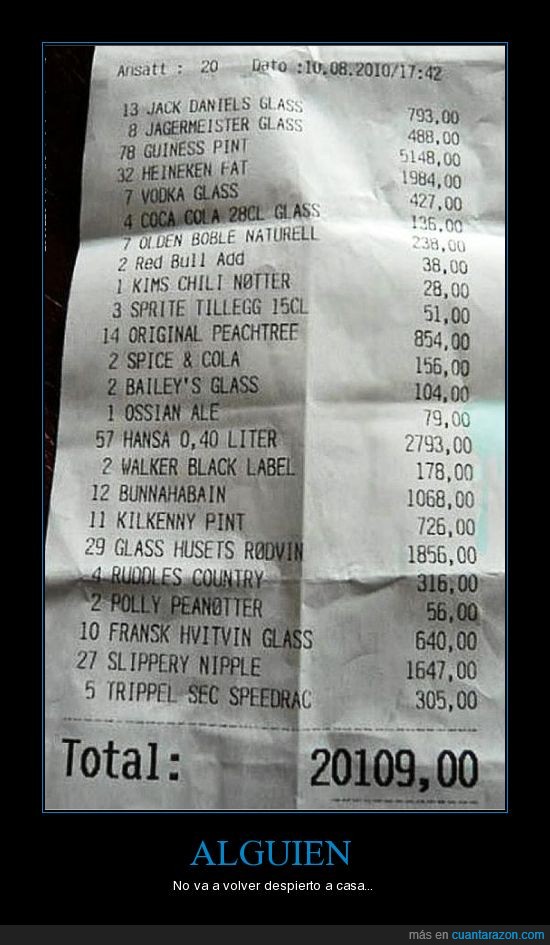 Ansatt : 20 Dato :10.08.2010/17:42
13 JACK DANIELS GLASS 793,00
8 JAGERMEISTER GLASS 488,00
78 GUINESS PINT 5148,00
32 HEINEKEN FAT 1984,00
7 VODKA GLASS 427,00
4 COCA COLA 28CL GLASS 136,00
7 OLDEN BOBLE NATURELL 238,00
2 Red Bull Add 38,00
1 KIMS CHILI NØTTER 28,00
3 SPRITE TILLEGG 15CL 51,00
14 ORIGINAL PEACHTREE 854,00
2 SPICE & COLA 156,00
2 BAILEY'S GLASS 104,00
1 OSSIAN ALE 79,00
57 HANSA 0,40 LITER 2793,00
2 WALKER BLACK LABEL 178,00
12 BUNNAHABAIN 1068,00
11 KILKENNY PINT 726,00
29 GLASS HUSETS RØDVIN 1856,00
4 RUDDLES COUNTRY 316,00
2 POLLY PEANØTTER 56,00
10 FRANSK HVITVIN GLASS 640,00
27 SLIPPERY NIPPLE 1647,00
5 TRIPPEL SEC SPEEDRAC 305,00
Total: 20109,00
ALGUIEN
No va a volver despierto a casa...
más en cuantarazon.com